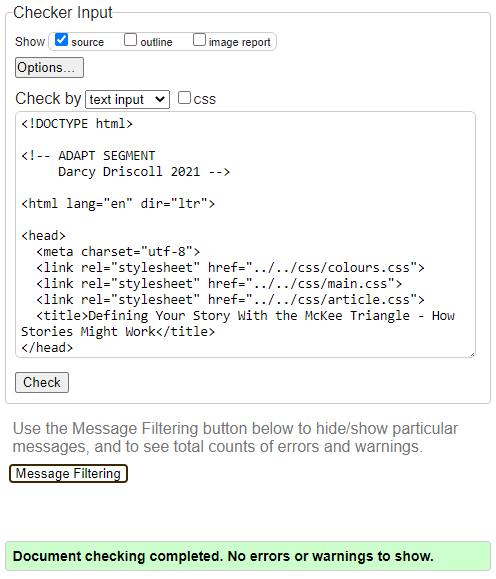 Checker Input
Show source outline image report
Options...
Check by text input css
<!DOCTYPE html>
<!-- ADAPT SEGMENT
Darcy Driscoll 2021 -->
<html lang="en" dir="ltr">
<head>
<meta charset="utf-8">
<link rel="stylesheet" href="../../css/colours.css">
<link rel="stylesheet" href="../../css/main.css">
<link rel="stylesheet" href="../../css/article.css">
<title>Defining Your Story With the McKee Triangle - How
Stories Might Work</title>
</head>
Check
Use the Message Filtering button below to hide/show particular
messages, and to see total counts of errors and warnings.
Message Filtering
Document checking completed. No errors or warnings to show.